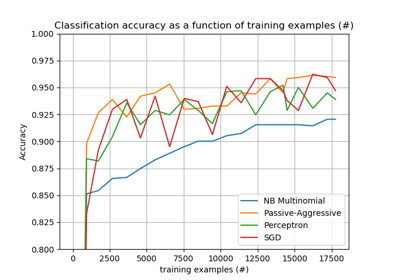 Classification accuracy as a function of training examples (#)
1.000
0.975
0.950
0.925
0.900
0.875
0.850
0.825
0.800
Accuracy
NB Multinomial
Passive-Aggressive
Perceptron
SGD
0 2500 5000 7500 10000 12500 15000 17500
training examples (#)